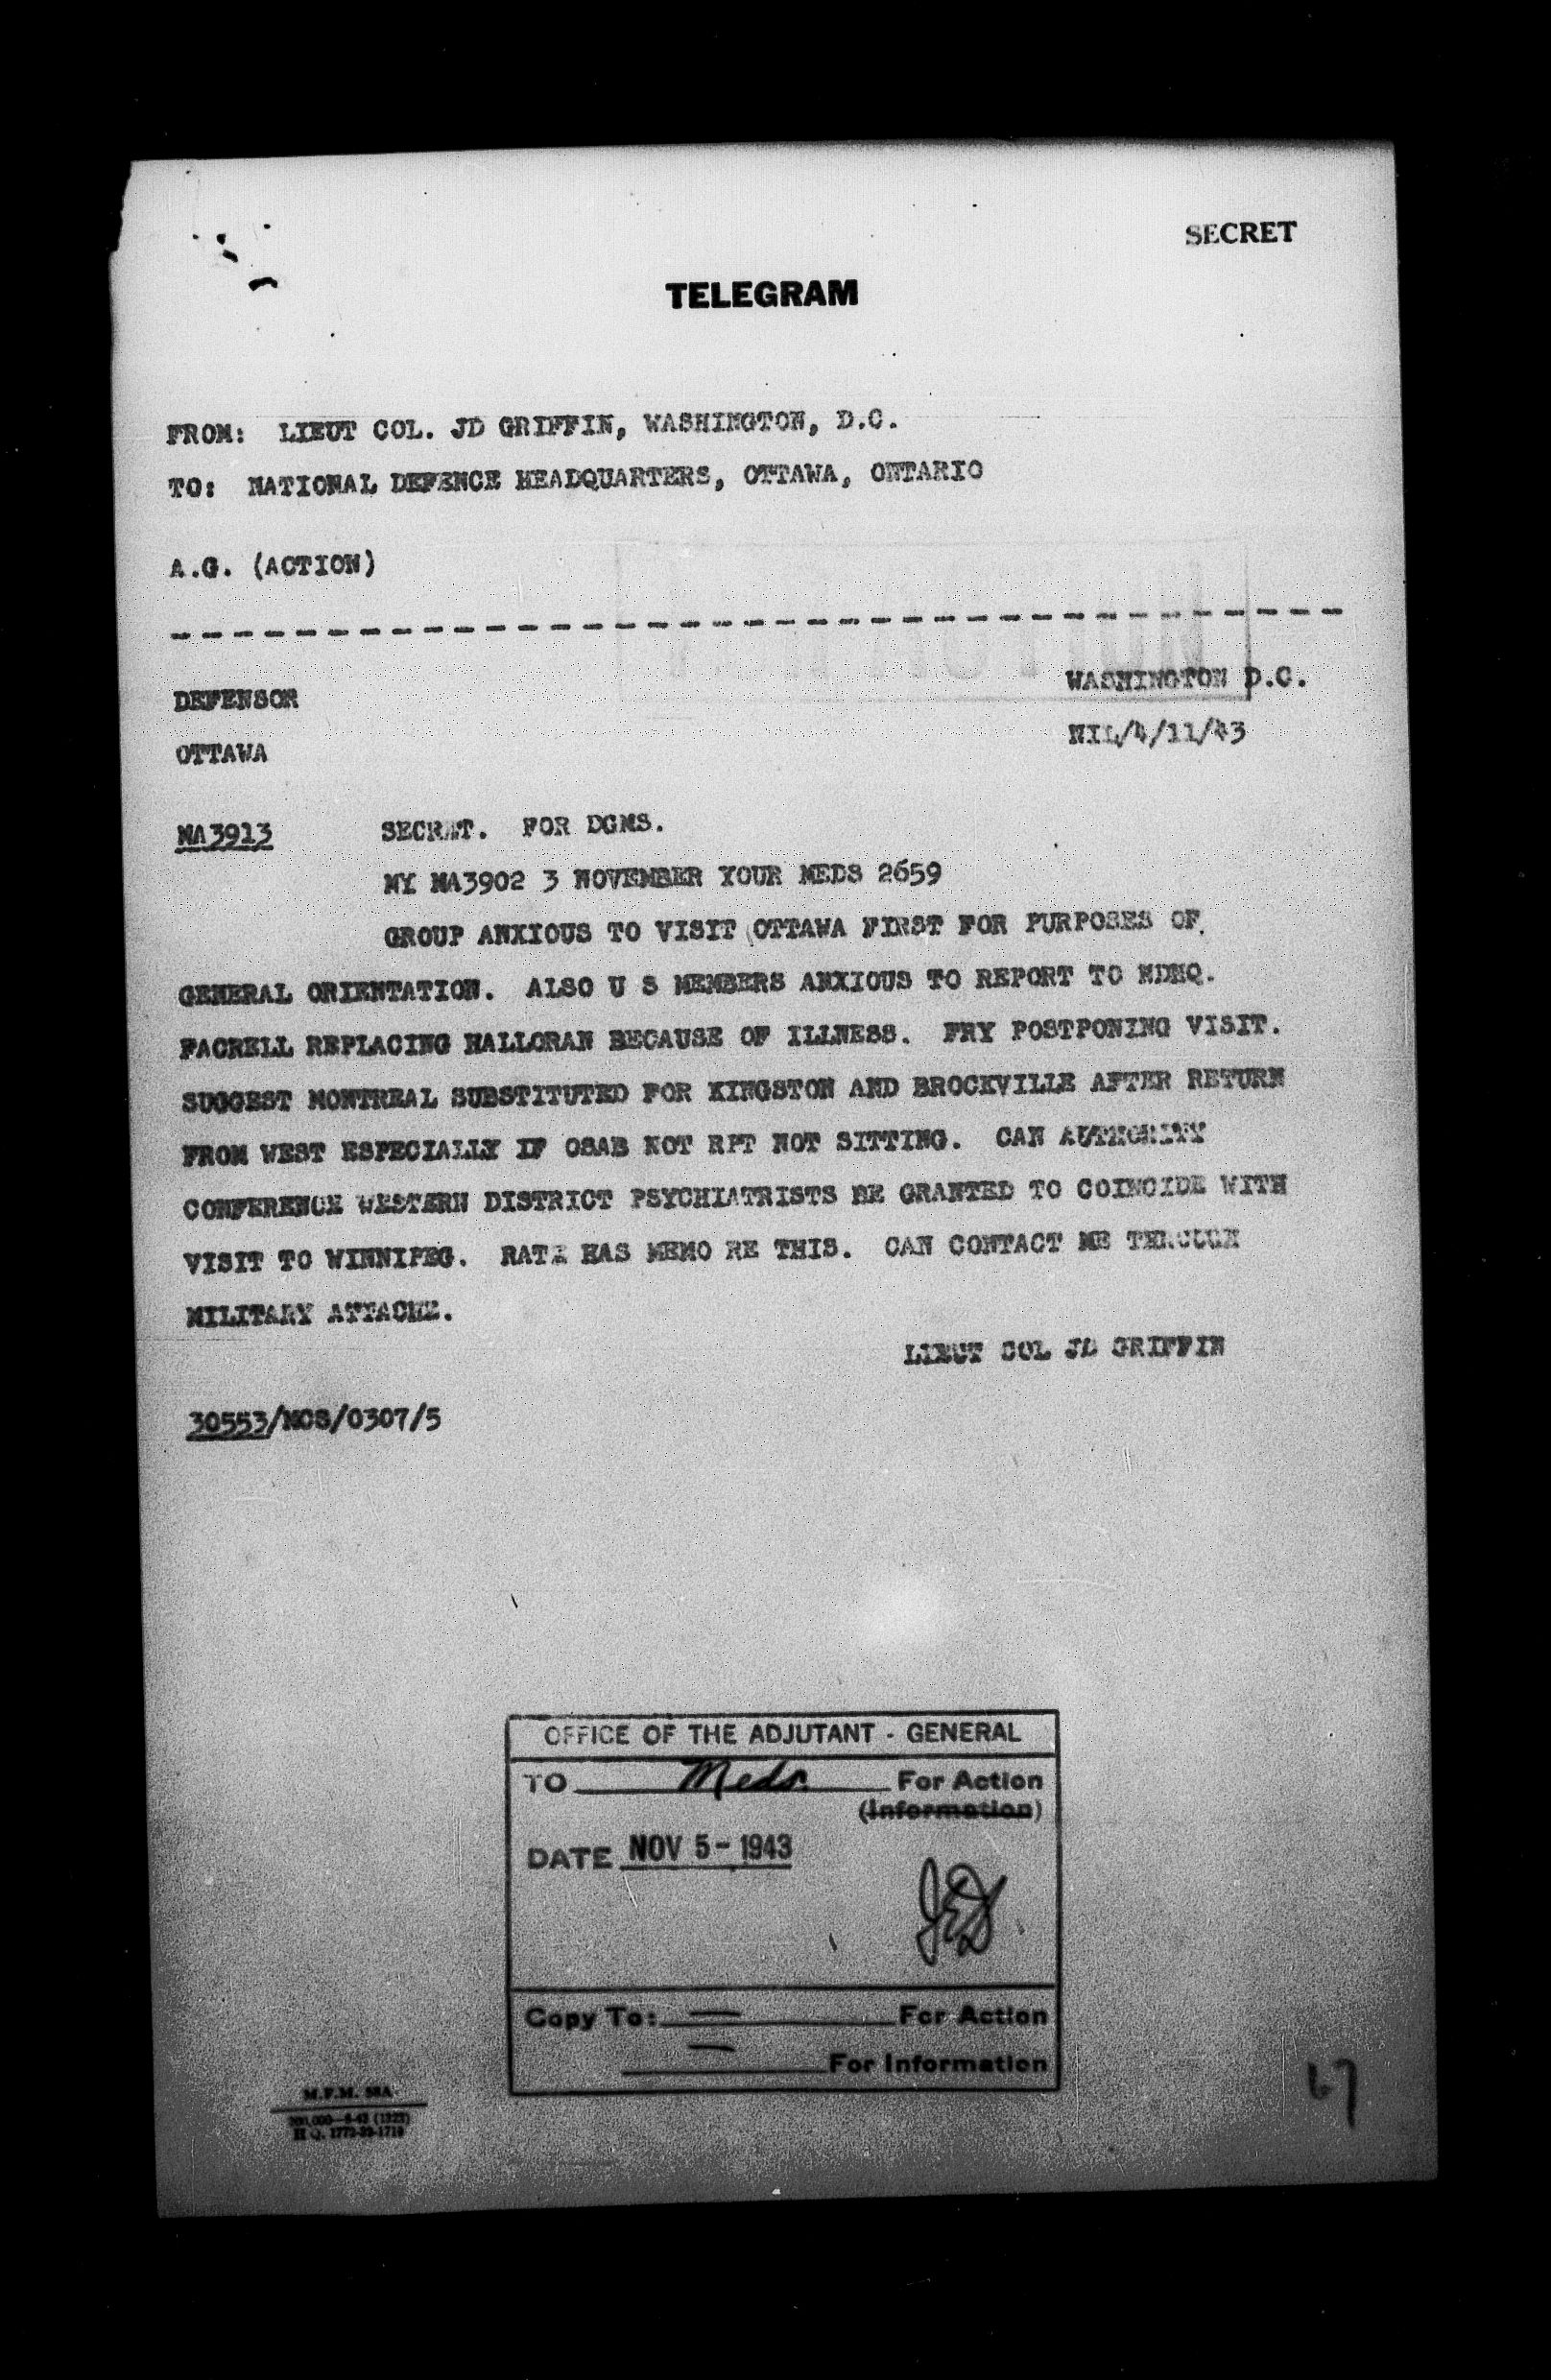 SECRET
TELEGRAM
FROM: LIEUT COL. JD GRIFFIN, WASHINGTON, D.C.
TO: NATIONAL DEFENCE HEADQUARTERS, OTTAWA, ONTARIO
A.G. (ACTION)
DEFENSOR
WASHINGTON D.C.
OTTAWA
NIL/4/11/43
MA3913 SECRET. FOR DGMS.
MY MA3902 3 NOVEMBER YOUR MEDS 2659
GROUP ANXIOUS TO VISIT OTTAWA FIRST FOR PURPOSES OF
GENERAL ORIENTATION. ALSO U S MEMBERS ANXIOUS TO REPORT TO NDHQ.
FACRELL REPLACING HALLORAN BECAUSE OF ILLNESS. FRY POSTPONING VISIT.
SUGGEST MONTREAL SUBSTITUTED FOR KINGSTON AND BROCKVILLE AFTER RETURN
FROM WEST ESPECIALLY IF OSAB NOT RPT NOT SITTING. CAN AUTHORITY
CONFERENCE WESTERN DISTRICT PSYCHIATRISTS BE GRANTED TO COINCIDE WITH
VISIT TO WINNIPEG. HAS MEMO RE THIS. CAN CONTACT ME THROUGH
MILITARY ATTACHE.
LIEUT COL JD GRIFFIN
30553/MCS/0307/5
OFFICE OF THE ADJUTANT - GENERAL
TO Meds. For Action
(Information)
DATE NOV 5 - 1943
Copy To: — For Action
— For Information
M.F.M. 58A
H Q. 1772-39-1718
67